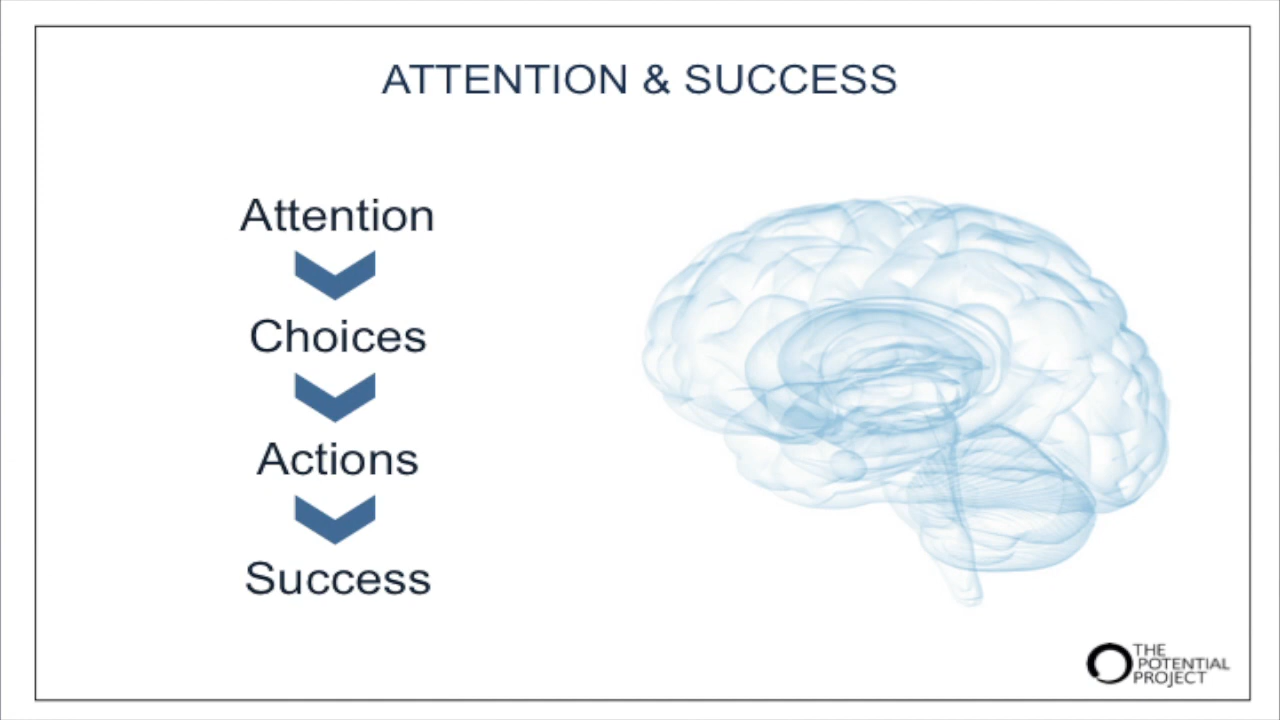 ATTENTION & SUCCESS
Attention
Choices
Actions
Success
THE
POTENTIAL
PROJECT